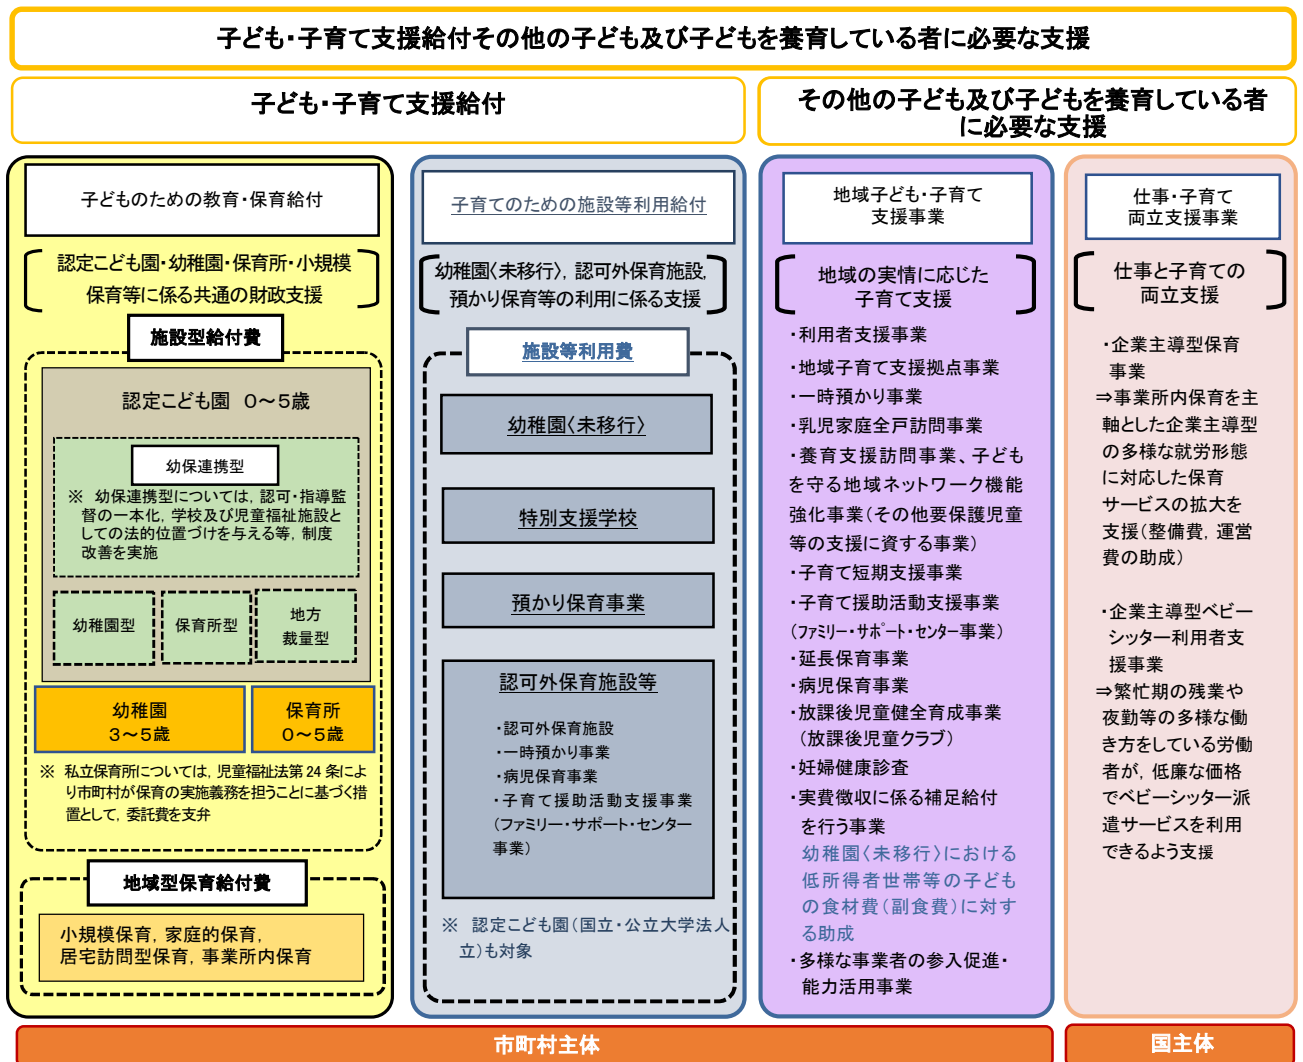 子ども・子育て支援給付その他の子ども及び子どもを養育している者に必要な支援
子ども・子育て支援給付
その他の子ども及び子どもを養育している者
に必要な支援
子どものための教育・保育給付
認定こども園・幼稚園・保育所・小規模
保育等に係る共通の財政支援
施設型給付費
認定こども園 0～5歳
幼保連携型
※ 幼保連携型については，認可・指導監
督の一本化，学校及び児童福祉施設と
しての法的位置づけを与える等，制度
改善を実施
幼稚園型
保育所型
地方
裁量型
幼稚園
3～5歳
保育所
0～5歳
※ 私立保育所については，児童福祉法第24条によ
り市町村が保育の実施義務を担うことに基づく措
置として，委託費を支弁
地域型保育給付費
小規模保育，家庭的保育，
居宅訪問型保育，事業所内保育
子育てのための施設等利用給付
幼稚園〈未移行〉，認可外保育施設，
預かり保育等の利用に係る支援
施設等利用費
幼稚園〈未移行〉
特別支援学校
預かり保育事業
認可外保育施設等
・認可外保育施設
・一時預かり事業
・病児保育事業
・子育て援助活動支援事業
（ファミリー・サポート・センター
事業）
※ 認定こども園（国立・公立大学法人
立）も対象
地域子ども・子育て
支援事業
地域の実情に応じた
子育て支援
・利用者支援事業
・地域子育て支援拠点事業
・一時預かり事業
・乳児家庭全戸訪問事業
・養育支援訪問事業、子ども
を守る地域ネットワーク機能
強化事業（その他要保護児童
等の支援に資する事業）
・子育て短期支援事業
・子育て援助活動支援事業
（ﾌｧﾐﾘｰ・ｻﾎﾟｰﾄ・ｾﾝﾀｰ事業）
・延長保育事業
・病児保育事業
・放課後児童健全育成事業
（放課後児童クラブ）
・妊婦健康診査
・実費徴収に係る補足給付
を行う事業
幼稚園〈未移行〉における
低所得者世帯等の子ども
の食材費（副食費）に対す
る助成
・多様な事業者の参入促進・
能力活用事業
仕事・子育て
両立支援事業
仕事と子育ての
両立支援
・企業主導型保育
事業
⇒事業所内保育を主
軸とした企業主導型
の多様な就労形態
に対応した保育
サービスの拡大を
支援（整備費，運営
費の助成）
・企業主導型ベビー
シッター利用者支
援事業
⇒繁忙期の残業や
夜勤等の多様な働
き方をしている労働
者が，低廉な価格
でベビーシッター派
遣サービスを利用
できるよう支援
市町村主体
国主体